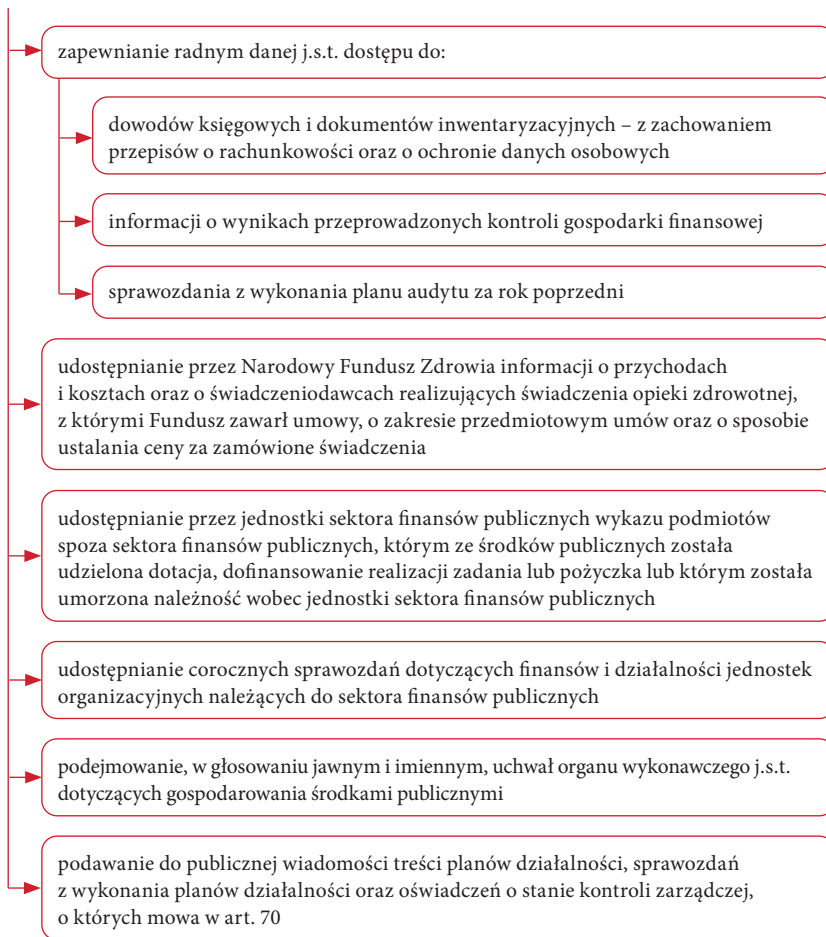 zapewnianie radnym danej j.s.t. dostępu do:
dowodów księgowych i dokumentów inwentaryzacyjnych – z zachowaniem
przepisów o rachunkowości oraz o ochronie danych osobowych
informacji o wynikach przeprowadzonych kontroli gospodarki finansowej
sprawozdania z wykonania planu audytu za rok poprzedni
udostępnianie przez Narodowy Fundusz Zdrowia informacji o przychodach
i kosztach oraz o świadczeniodawcach realizujących świadczenia opieki zdrowotnej,
z którymi Fundusz zawarł umowy, o zakresie przedmiotowym umów oraz o sposobie
ustalania ceny za zamówione świadczenia
udostępnianie przez jednostki sektora finansów publicznych wykazu podmiotów
spoza sektora finansów publicznych, którym ze środków publicznych została
udzielona dotacja, dofinansowanie realizacji zadania lub pożyczka lub którym została
umorzona należność wobec jednostki sektora finansów publicznych
udostępnianie corocznych sprawozdań dotyczących finansów i działalności jednostek
organizacyjnych należących do sektora finansów publicznych
podejmowanie, w głosowaniu jawnym i imiennym, uchwał organu wykonawczego j.s.t.
dotyczących gospodarowania środkami publicznymi
podawanie do publicznej wiadomości treści planów działalności, sprawozdań
z wykonania planów działalności oraz oświadczeń o stanie kontroli zarządczej,
o których mowa w art. 70